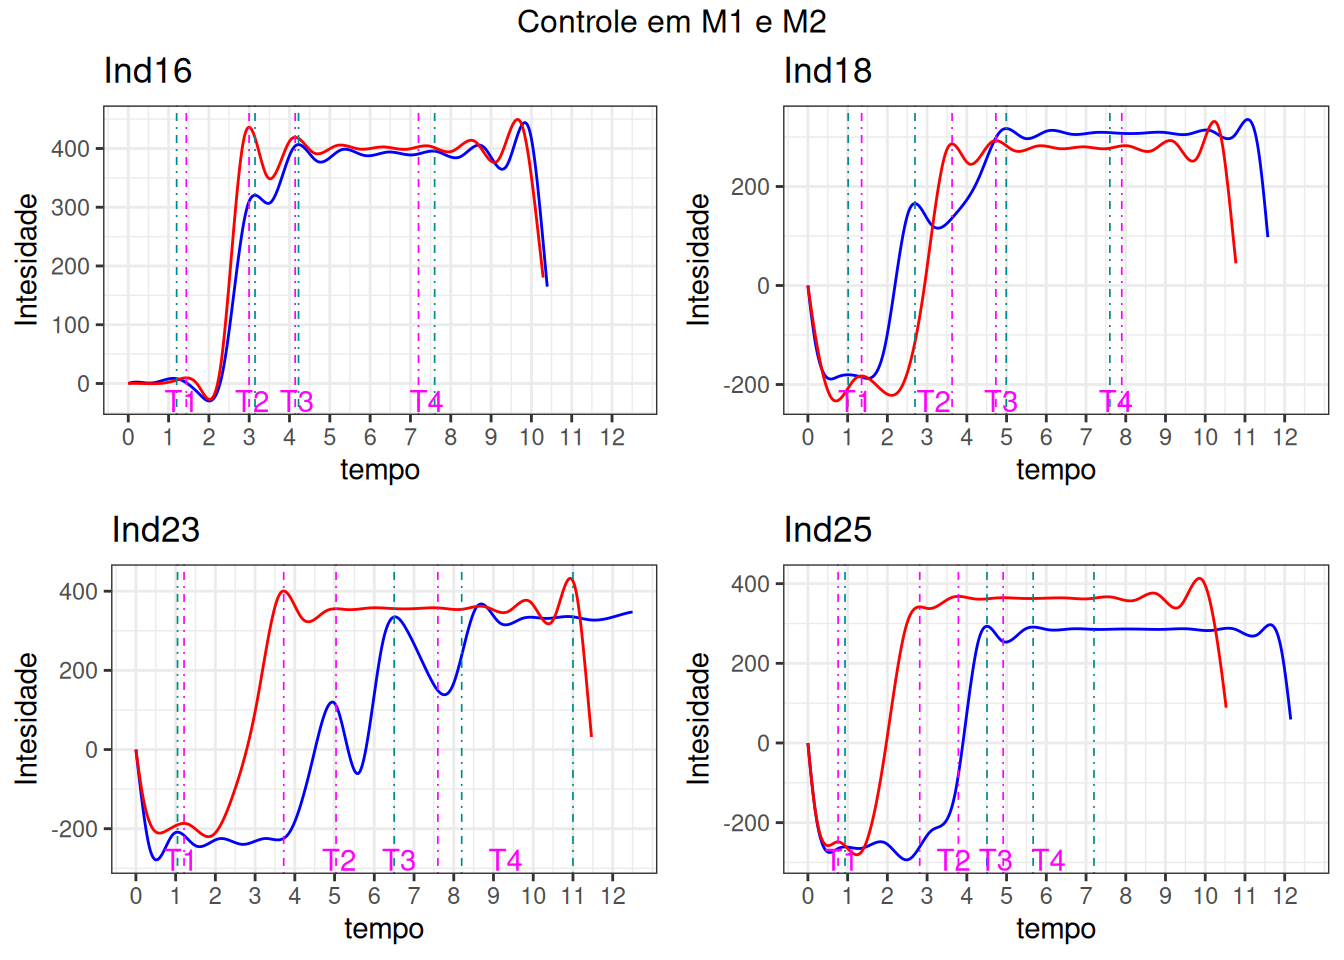 Controle em M1 e M2
Ind16
Intesidade
400
300
200
100
0
T1 T2 T3 T4
0 1 2 3 4 5 6 7 8 9 10 11 12
tempo
Ind18
Intesidade
200
0
-200
T1 T2 T3 T4
0 1 2 3 4 5 6 7 8 9 10 11 12
tempo
Ind23
Intesidade
400
200
0
-200
T1 T2 T3 T4
0 1 2 3 4 5 6 7 8 9 10 11 12
tempo
Ind25
Intesidade
400
200
0
-200
T1 T2 T3 T4
0 1 2 3 4 5 6 7 8 9 10 11 12
tempo